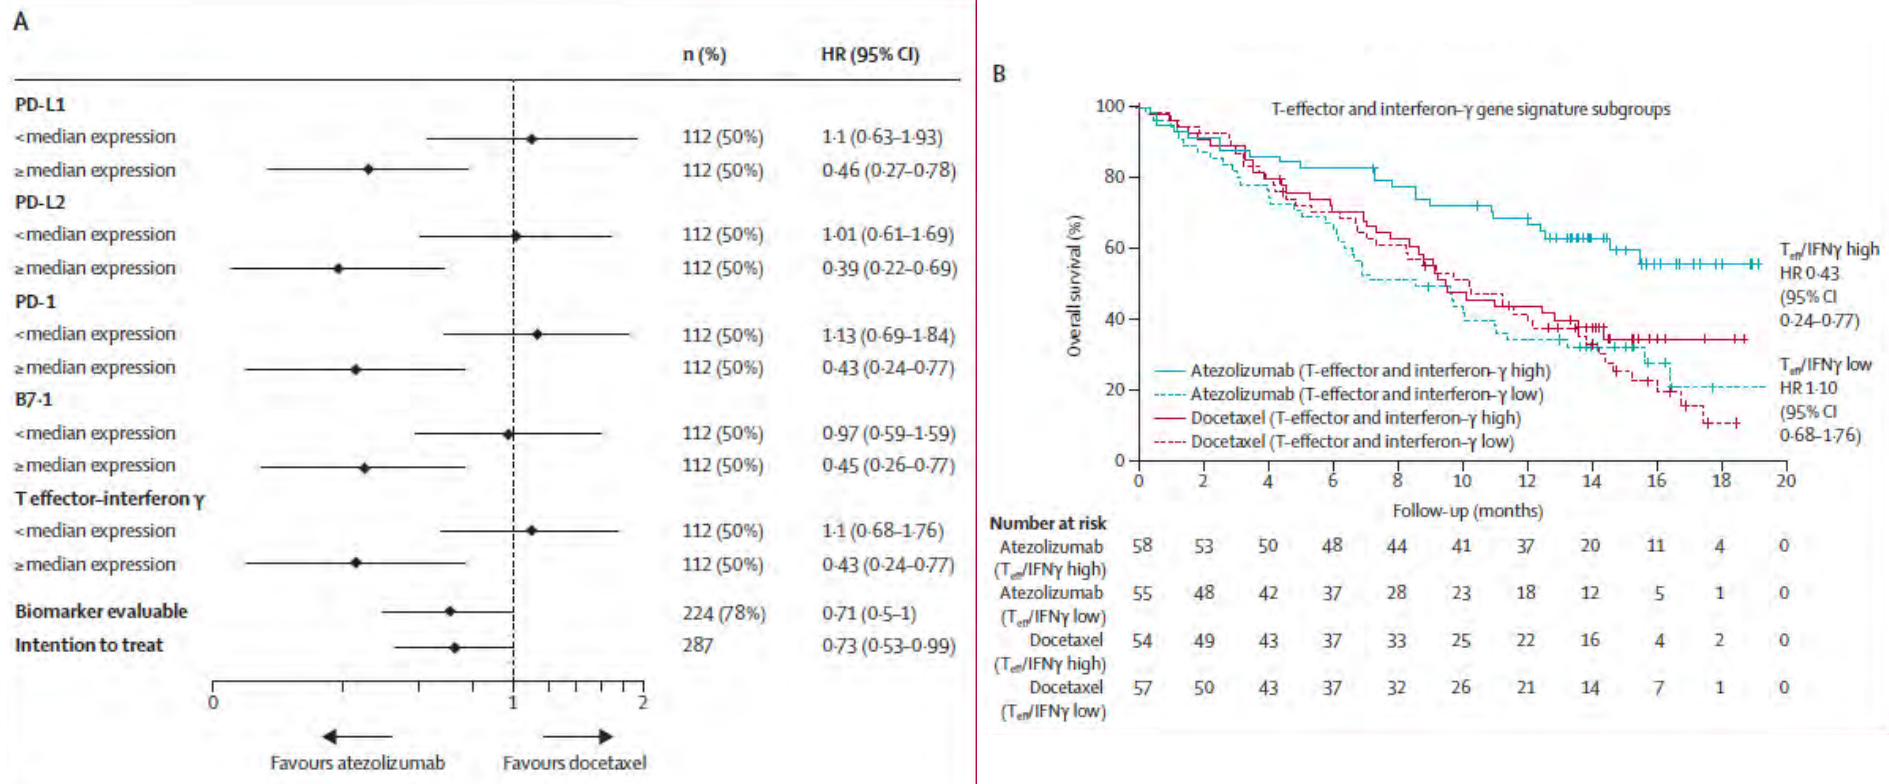 A
n (%) HR (95% CI)
PD-L1
<median expression 112 (50%) 1·1 (0·63–1·93)
≥median expression 112 (50%) 0·46 (0·27–0·78)
PD-L2
<median expression 112 (50%) 1·01 (0·61–1·69)
≥median expression 112 (50%) 0·39 (0·22–0·69)
PD-1
<median expression 112 (50%) 1·13 (0·69–1·84)
≥median expression 112 (50%) 0·43 (0·24–0·77)
B7·1
<median expression 112 (50%) 0·97 (0·59–1·59)
≥median expression 112 (50%) 0·45 (0·26–0·77)
T effector–interferon γ
<median expression 112 (50%) 1·1 (0·68–1·76)
≥median expression 112 (50%) 0·43 (0·24–0·77)
Biomarker evaluable 224 (78%) 0·71 (0·5–1)
Intention to treat 287 0·73 (0·53–0·99)
0 1 2
Favours atezolizumab Favours docetaxel
B
T-effector and interferon-γ gene signature subgroups
Overall survival (%)
100
80
60
40
20
0
Teff/IFNγ high
HR 0·43
(95% CI
0·24–0·77)
Teff/IFNγ low
HR 1·10
(95% CI
0·68–1·76)
Atezolizumab (T-effector and interferon-γ high)
Atezolizumab (T-effector and interferon-γ low)
Docetaxel (T-effector and interferon-γ high)
Docetaxel (T-effector and interferon-γ low)
0 2 4 6 8 10 12 14 16 18 20
Follow-up (months)
Number at risk
Atezolizumab 58 53 50 48 44 41 37 20 11 4 0
(Teff/IFNγ high)
Atezolizumab 55 48 42 37 28 23 18 12 5 1 0
(Teff/IFNγ low)
Docetaxel 54 49 43 37 33 25 22 16 4 2 0
(Teff/IFNγ high)
Docetaxel 57 50 43 37 32 26 21 14 7 1 0
(Teff/IFNγ low)